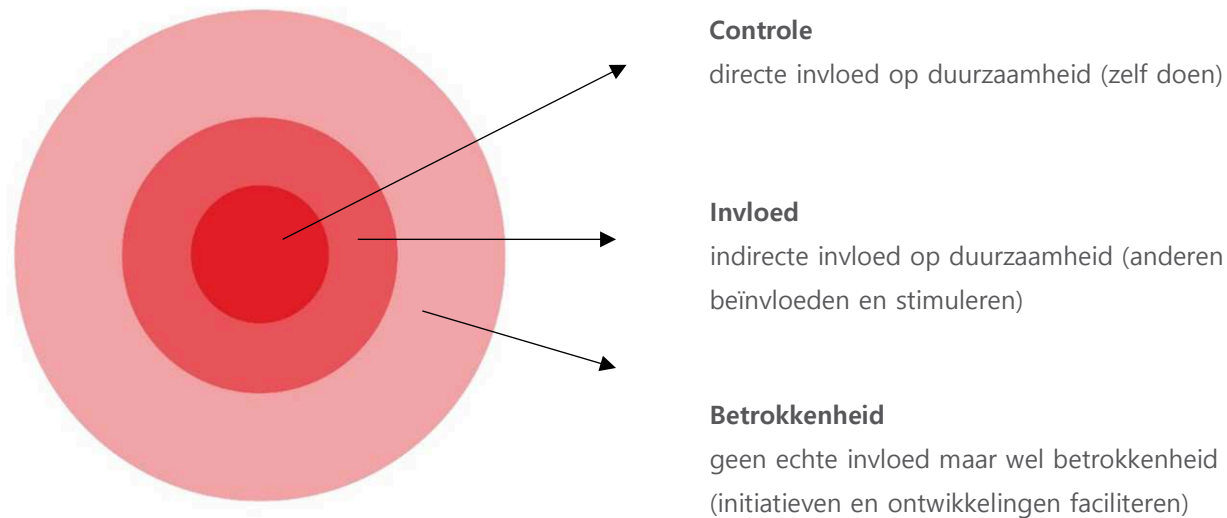 Controle
directe invloed op duurzaamheid (zelf doen)
Invloed
indirecte invloed op duurzaamheid (anderen
beïnvloeden en stimuleren)
Betrokkenheid
geen echte invloed maar wel betrokkenheid
(initiatieven en ontwikkelingen faciliteren)